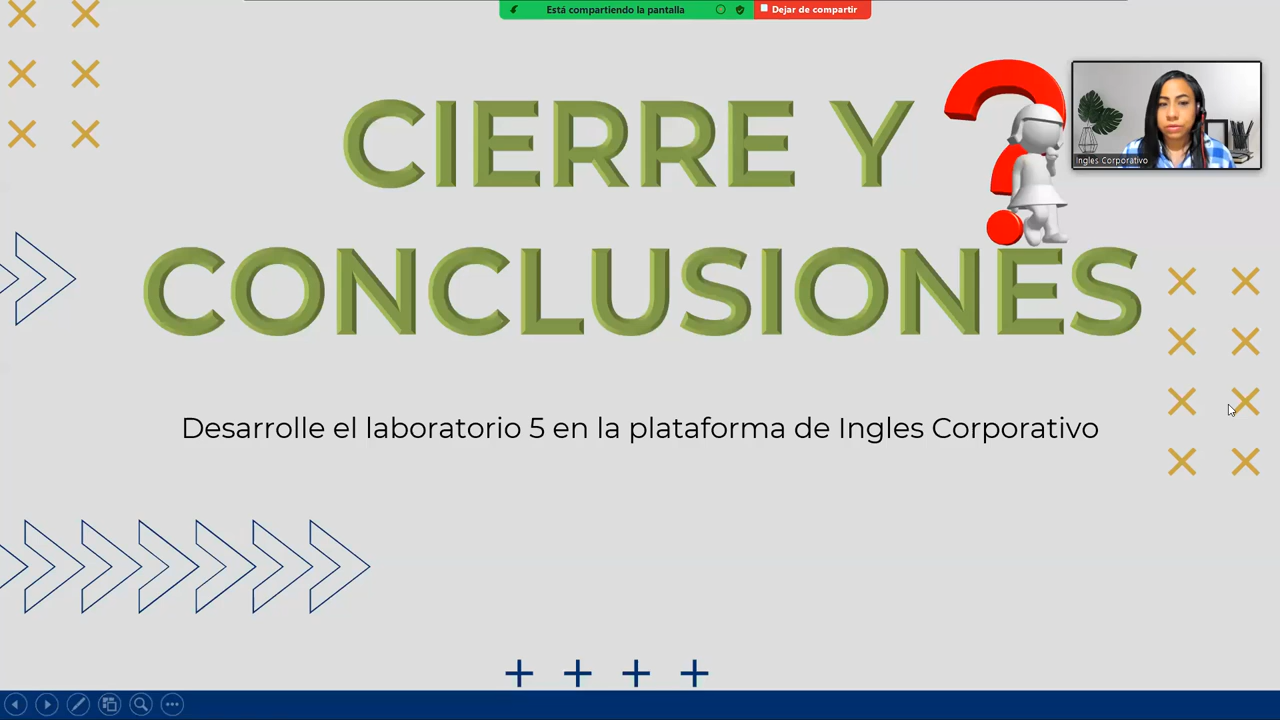 Está compartiendo la pantalla
Dejar de compartir
CIERRE Y
CONCLUSIONES
Ingles Corporativo
Desarrolle el laboratorio 5 en la plataforma de Ingles Corporativo